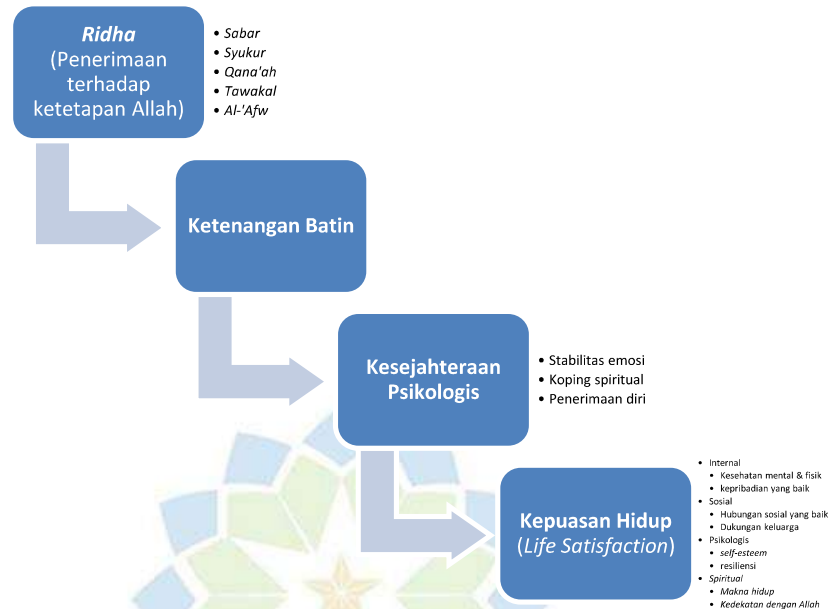 Ridha
(Penerimaan
terhadap
ketetapan Allah)
• Sabar
• Syukur
• Qana'ah
• Tawakal
• Al-'Afw
Ketenangan Batin
Kesejahteraan
Psikologis
• Stabilitas emosi
• Koping spiritual
• Penerimaan diri
Kepuasan Hidup
(Life Satisfaction)
• Internal
• Kesehatan mental & fisik
• kepribadian yang baik
• Sosial
• Hubungan sosial yang baik
• Dukungan keluarga
• Psikologis
• self-esteem
• resiliensi
• Spiritual
• Makna hidup
• Kedekatan dengan Allah